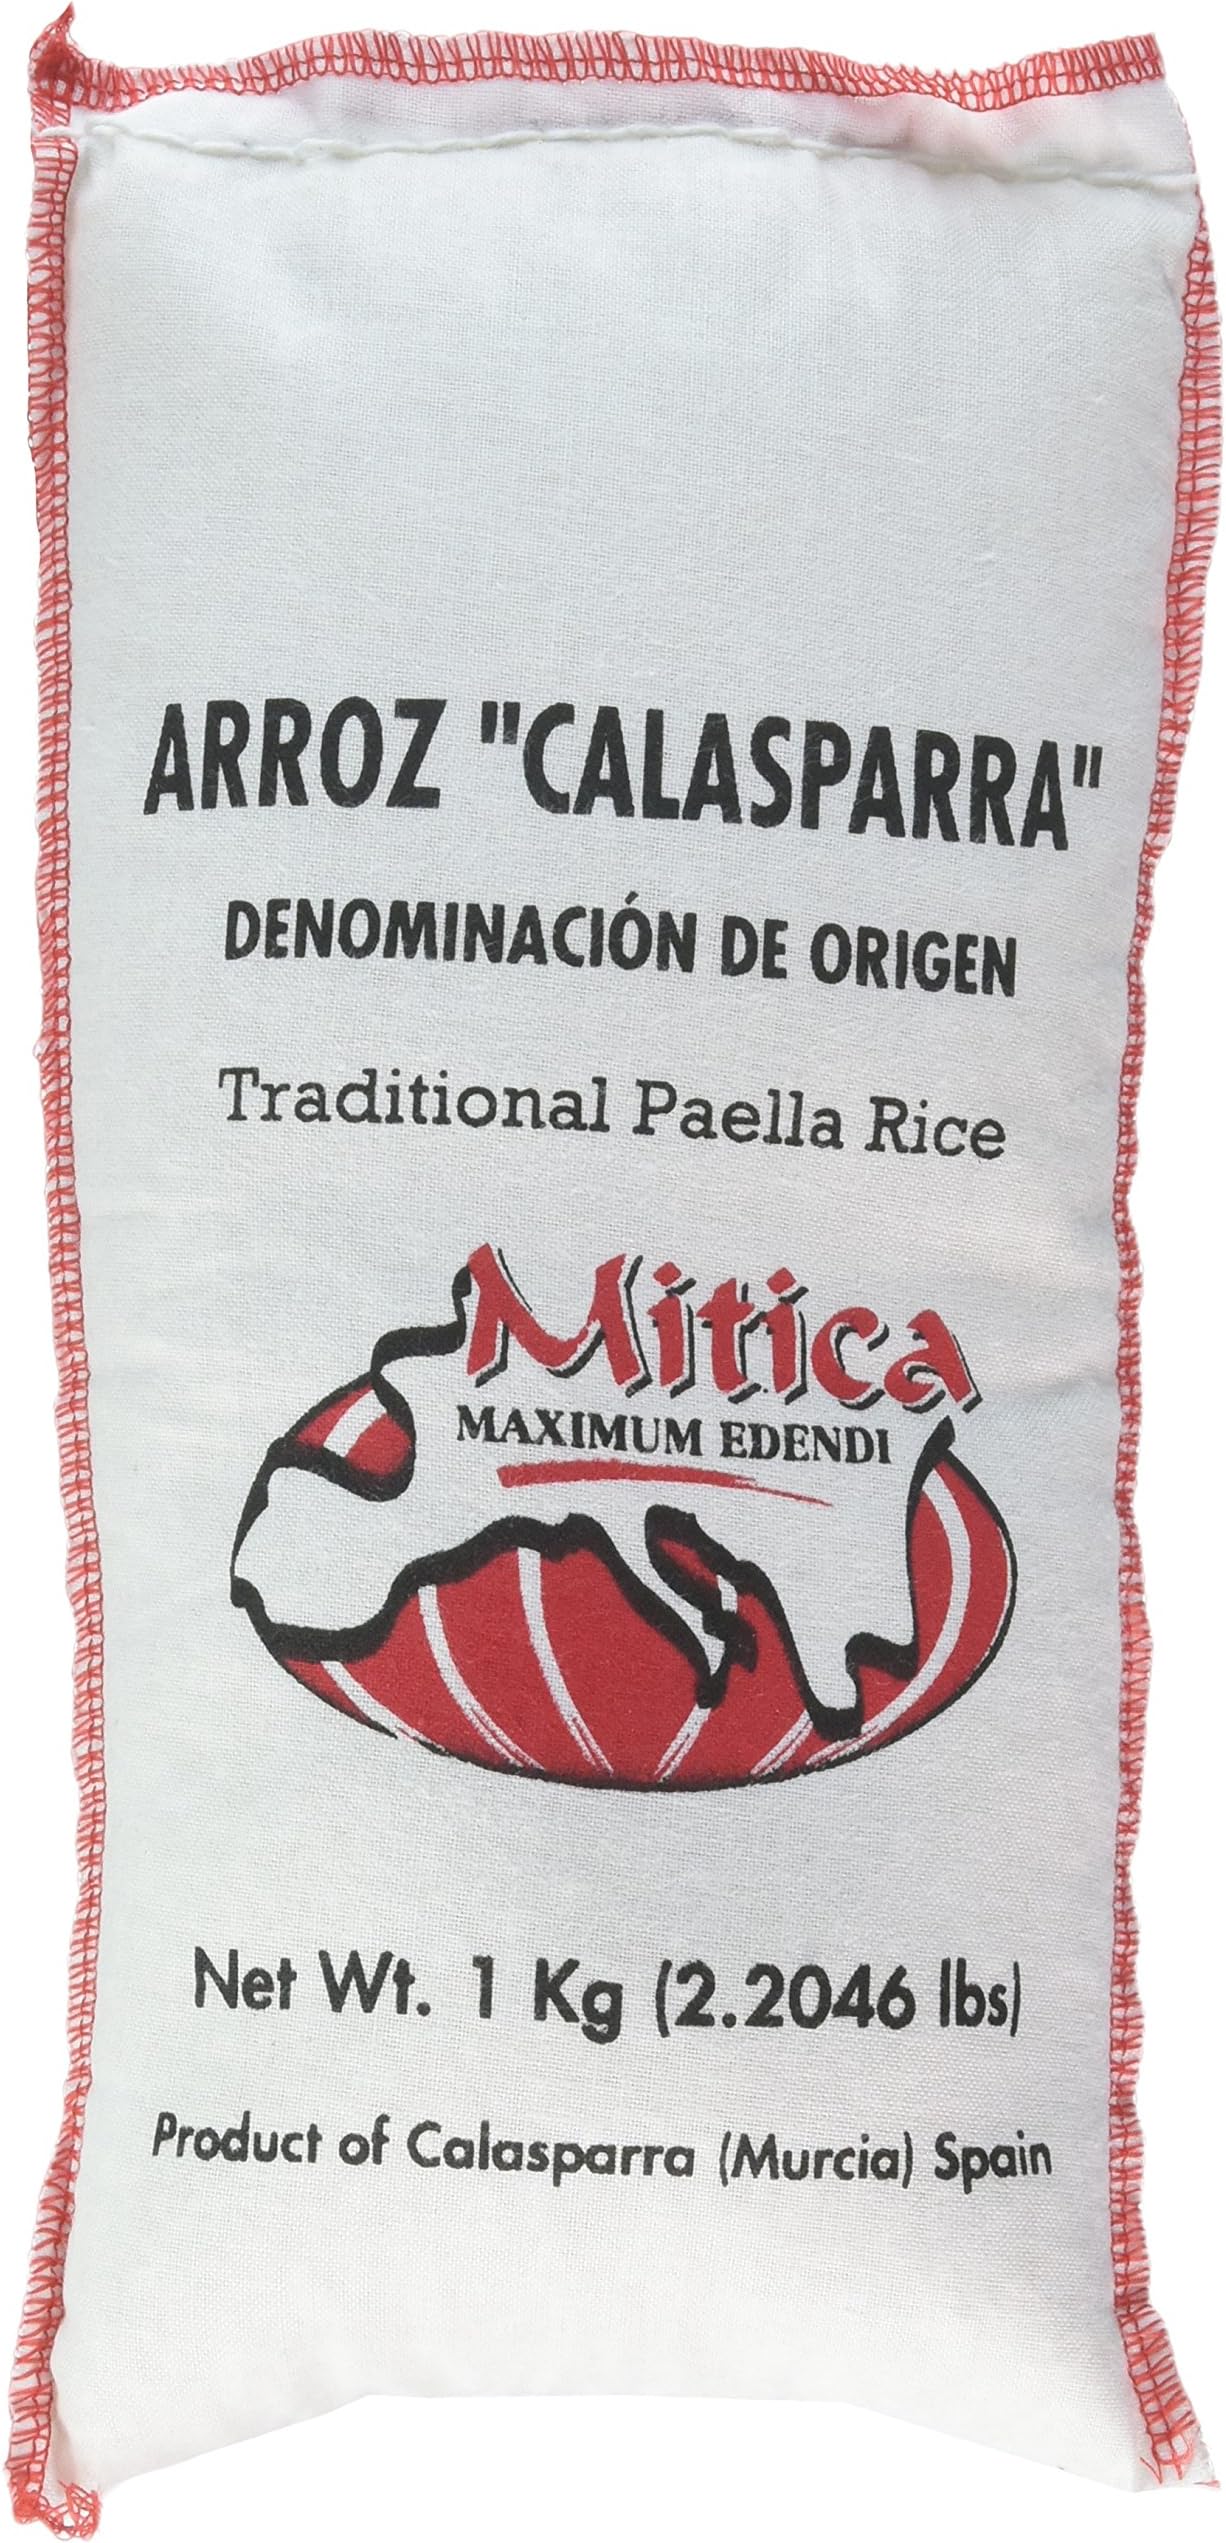 ARROZ "CALASPARRA"
DENOMINACIÓN DE ORIGEN
Traditional Paella Rice
Mitica
MAXIMUM EDENDI
Net Wt. 1 Kg (2.2046 lbs)
Product of Calasparra (Murcia) Spain